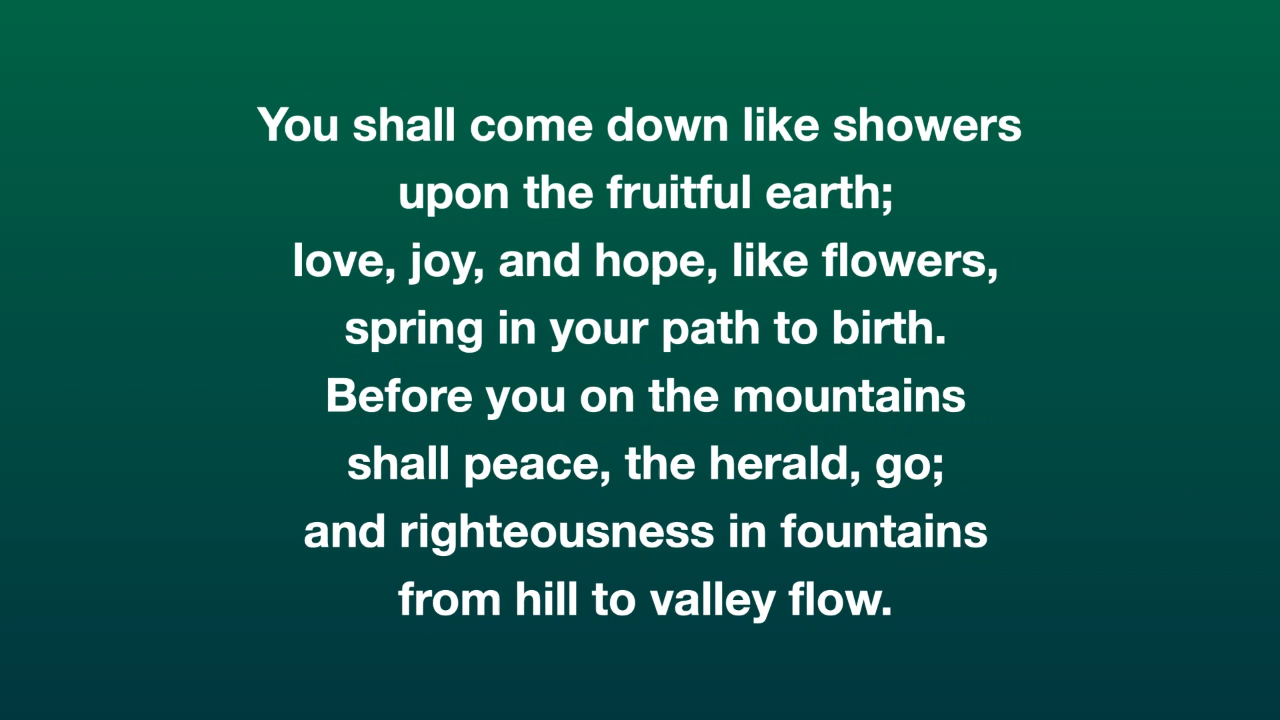 You shall come down like showers
upon the fruitful earth;
love, joy, and hope, like flowers,
spring in your path to birth.
Before you on the mountains
shall peace, the herald, go;
and righteousness in fountains
from hill to valley flow.